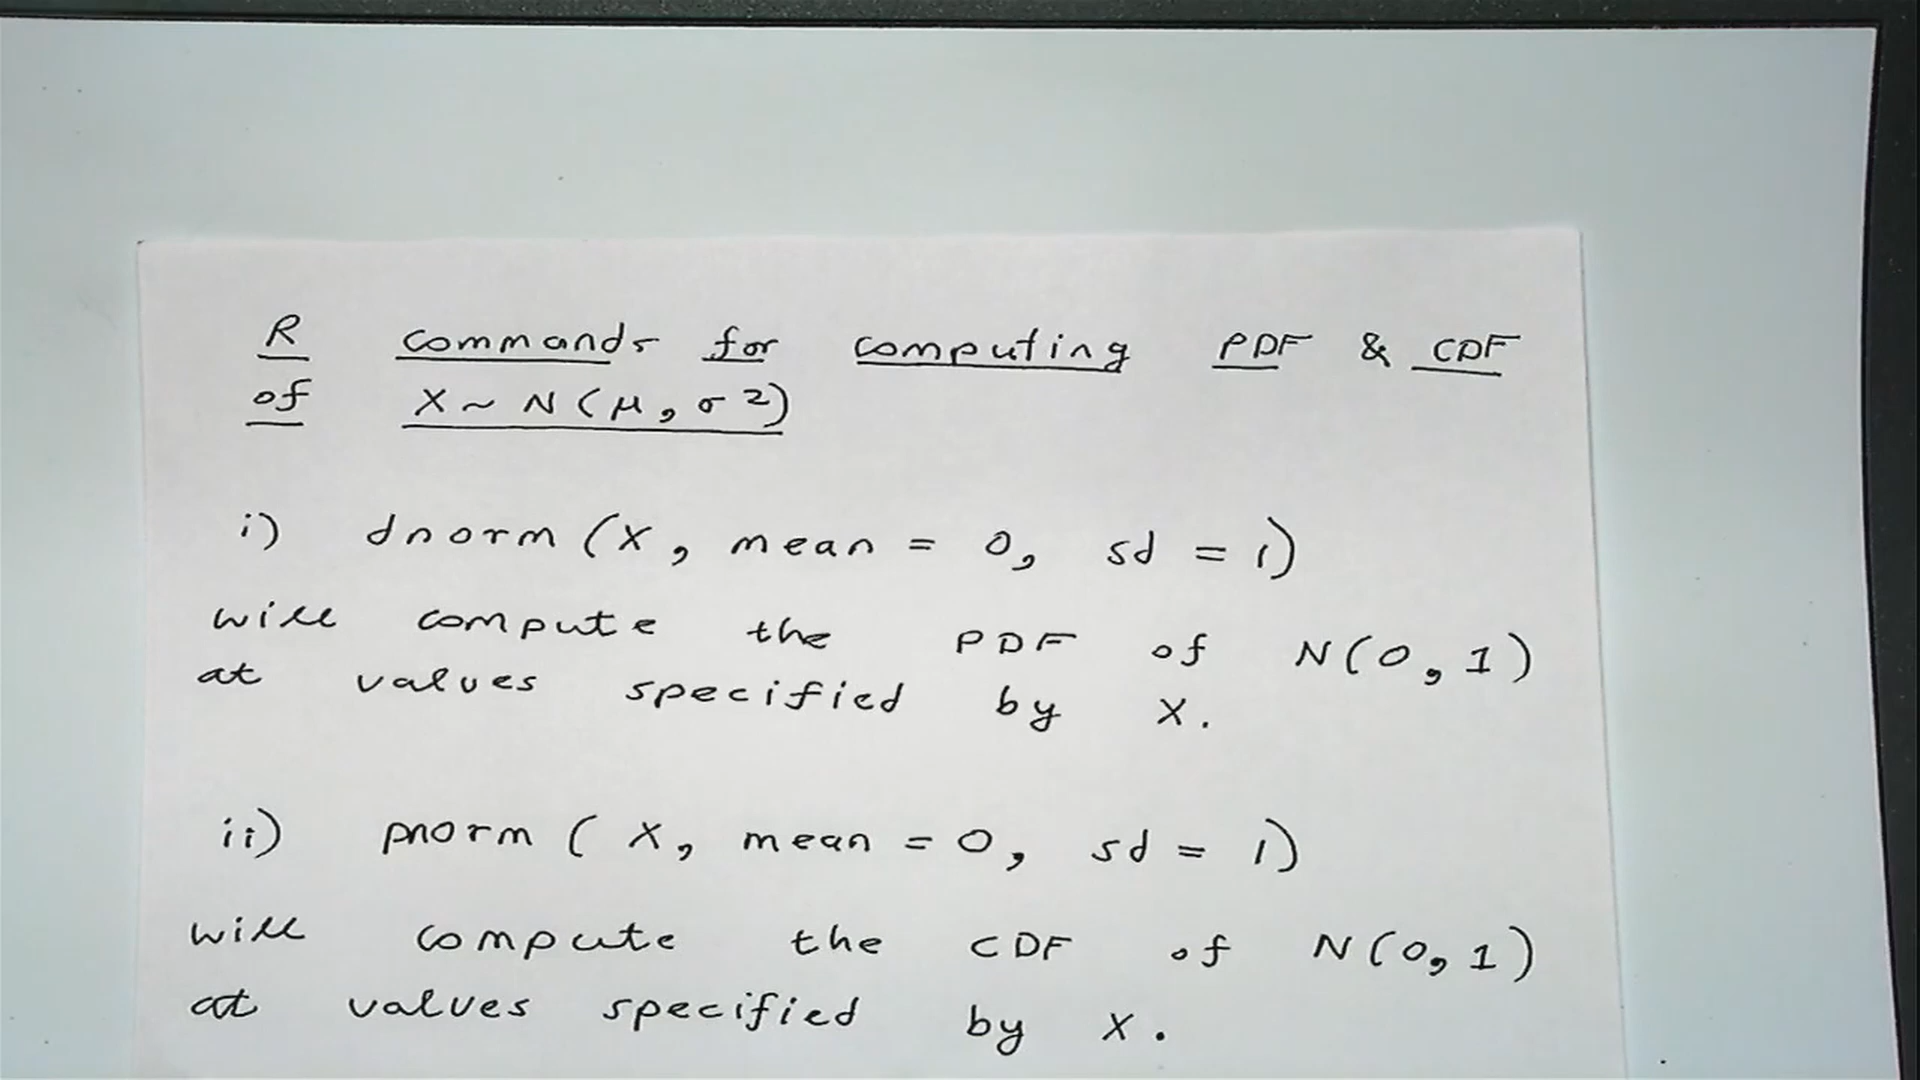 R commands for computing PDF & CDF
of X ~ N(μ, σ²)
i) dnorm (X, mean = 0, sd = 1)
will compute the PDF of N(0, 1)
at values specified by X.
ii) pnorm (X, mean = 0, sd = 1)
will compute the CDF of N(0, 1)
at values specified by X.